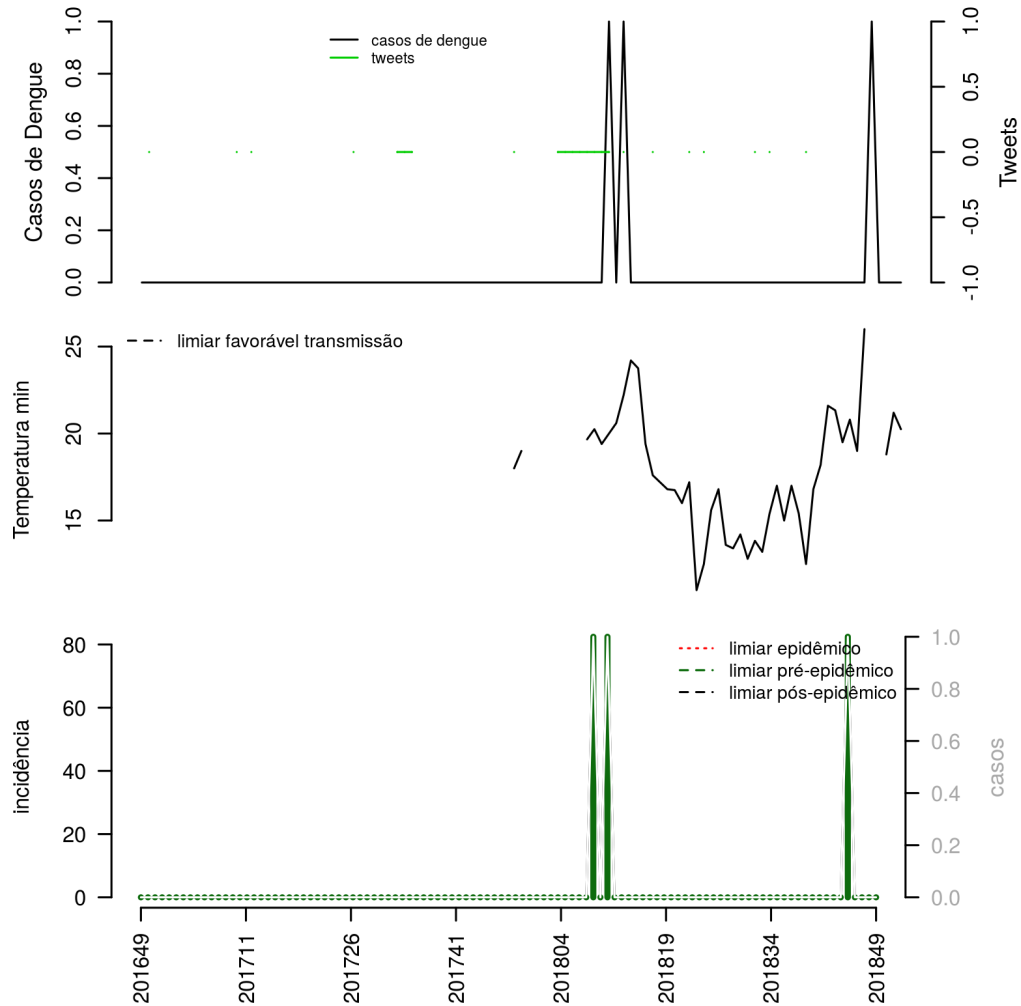 casos de dengue
tweets
Casos de Dengue
0.0 0.2 0.4 0.6 0.8 1.0
Tweets
-1.0 -0.5 0.0 0.5 1.0
limiar favorável transmissão
Temperatura min
15 20 25
limiar epidêmico
limiar pré-epidêmico
limiar pós-epidêmico
incidência
0 20 40 60 80
casos
0.0 0.2 0.4 0.6 0.8 1.0
201649 201711 201726 201741 201804 201819 201834 201849